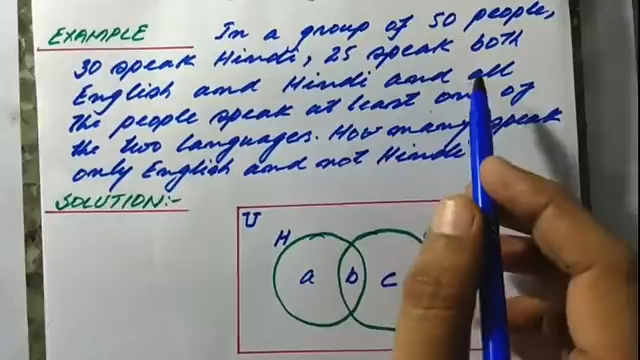 EXAMPLE In a group of 50 people,
30 speak Hindi, 25 speak both
English and Hindi and all
the people speak at least one of
the two languages. How many speak
only English and not Hindi
SOLUTION:-
U
H
a b c